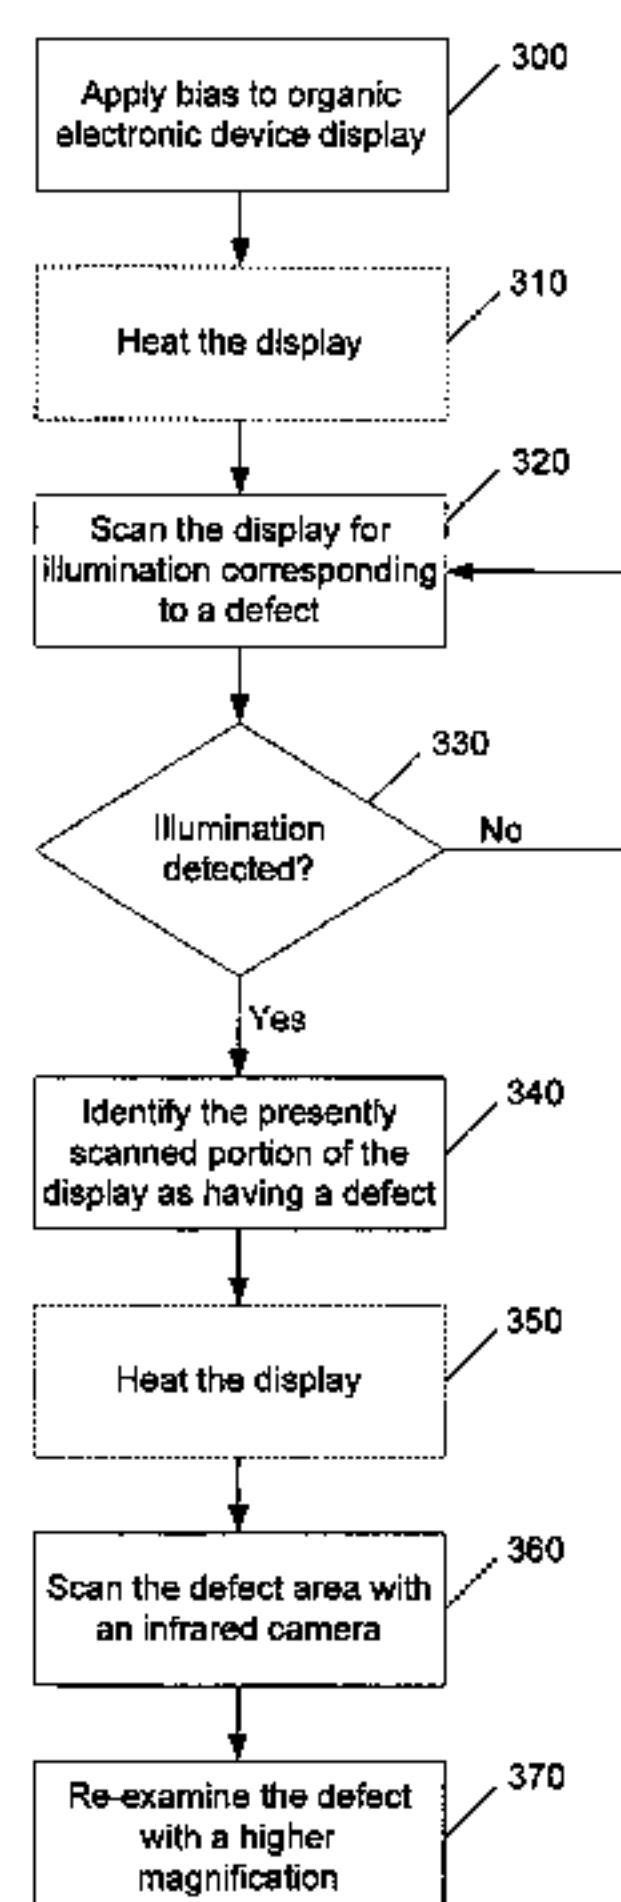 300
Apply bias to organic
electronic device display
310
Heat the display
320
Scan the display for
illumination corresponding
to a defect
330
Illumination
detected?
No
Yes
340
Identify the presently
scanned portion of the
display as having a defect
350
Heat the display
360
Scan the defect area with
an infrared camera
370
Re-examine the defect
with a higher
magnification